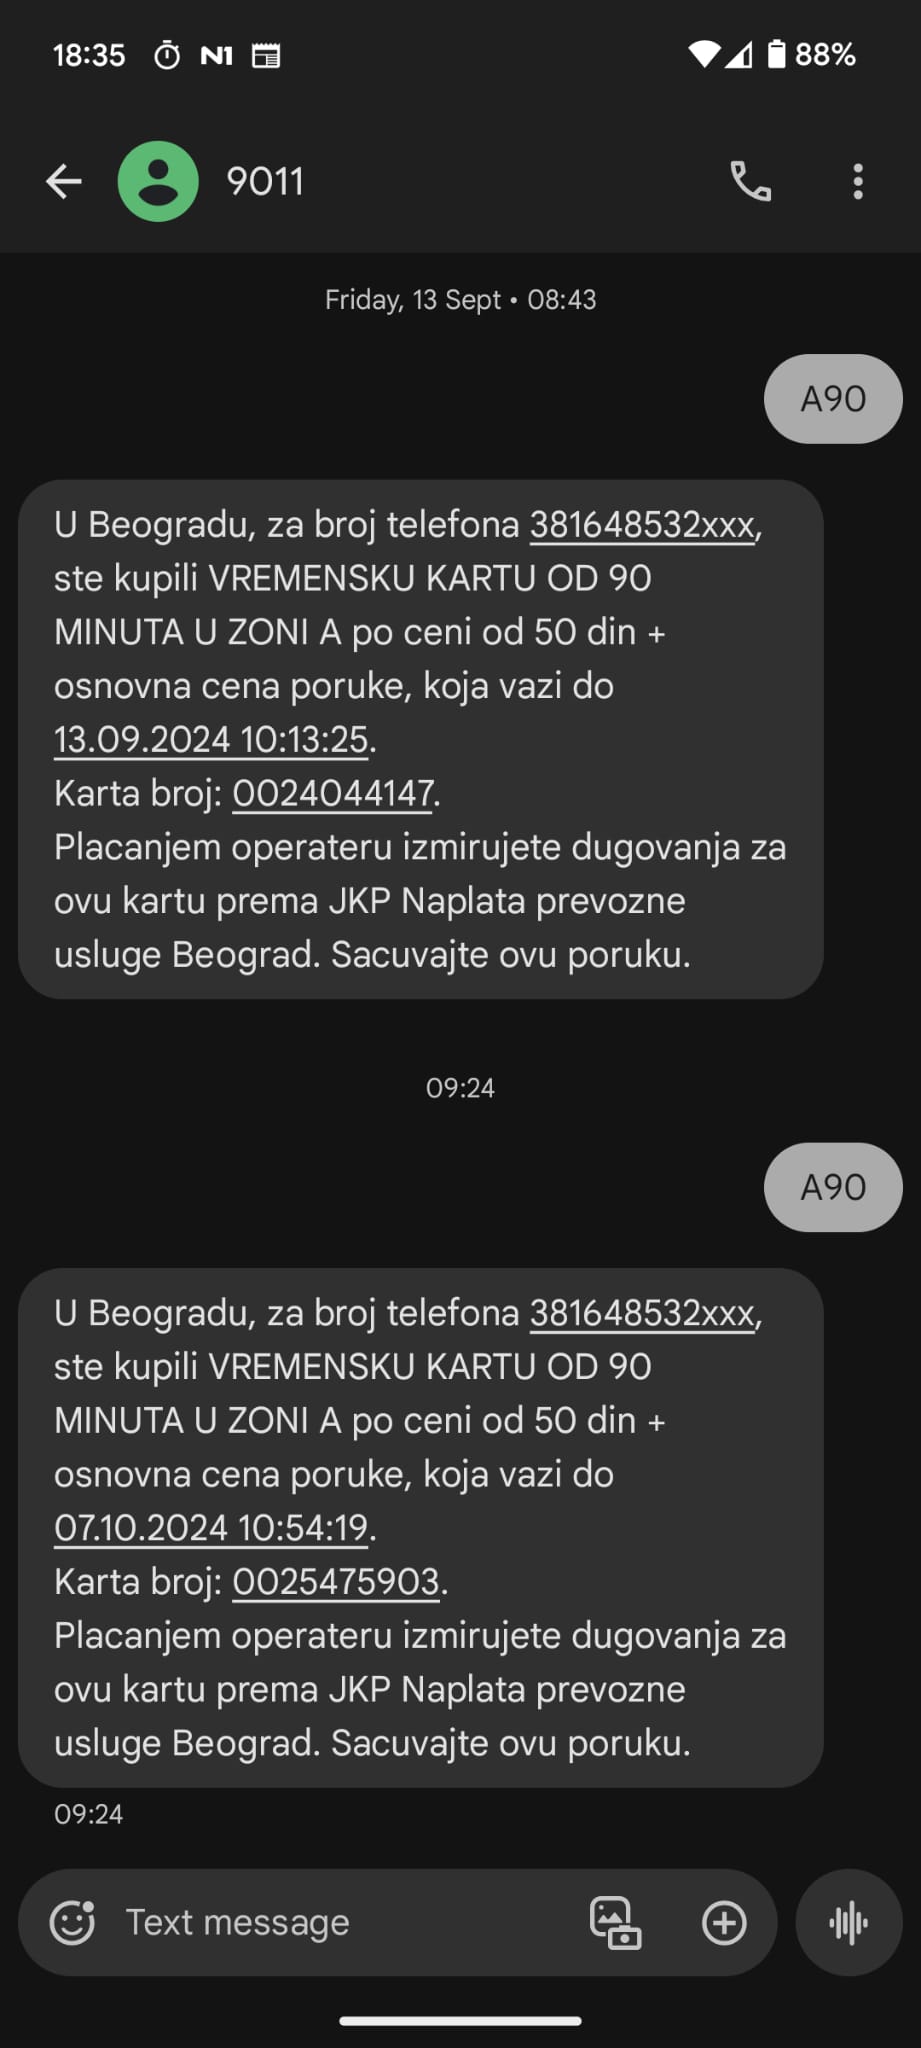 18:35 N1 88%
9011
Friday, 13 Sept • 08:43
A90
U Beogradu, za broj telefona 381648532xxx,
ste kupili VREMENSKU KARTU OD 90
MINUTA U ZONI A po ceni od 50 din +
osnovna cena poruke, koja vazi do
13.09.2024 10:13:25.
Karta broj: 0024044147.
Placanjem operateru izmirujete dugovanja za
ovu kartu prema JKP Naplata prevozne
usluge Beograd. Sacuvajte ovu poruku.
09:24
A90
U Beogradu, za broj telefona 381648532xxx,
ste kupili VREMENSKU KARTU OD 90
MINUTA U ZONI A po ceni od 50 din +
osnovna cena poruke, koja vazi do
07.10.2024 10:54:19.
Karta broj: 0025475903.
Placanjem operateru izmirujete dugovanja za
ovu kartu prema JKP Naplata prevozne
usluge Beograd. Sacuvajte ovu poruku.
09:24
Text message